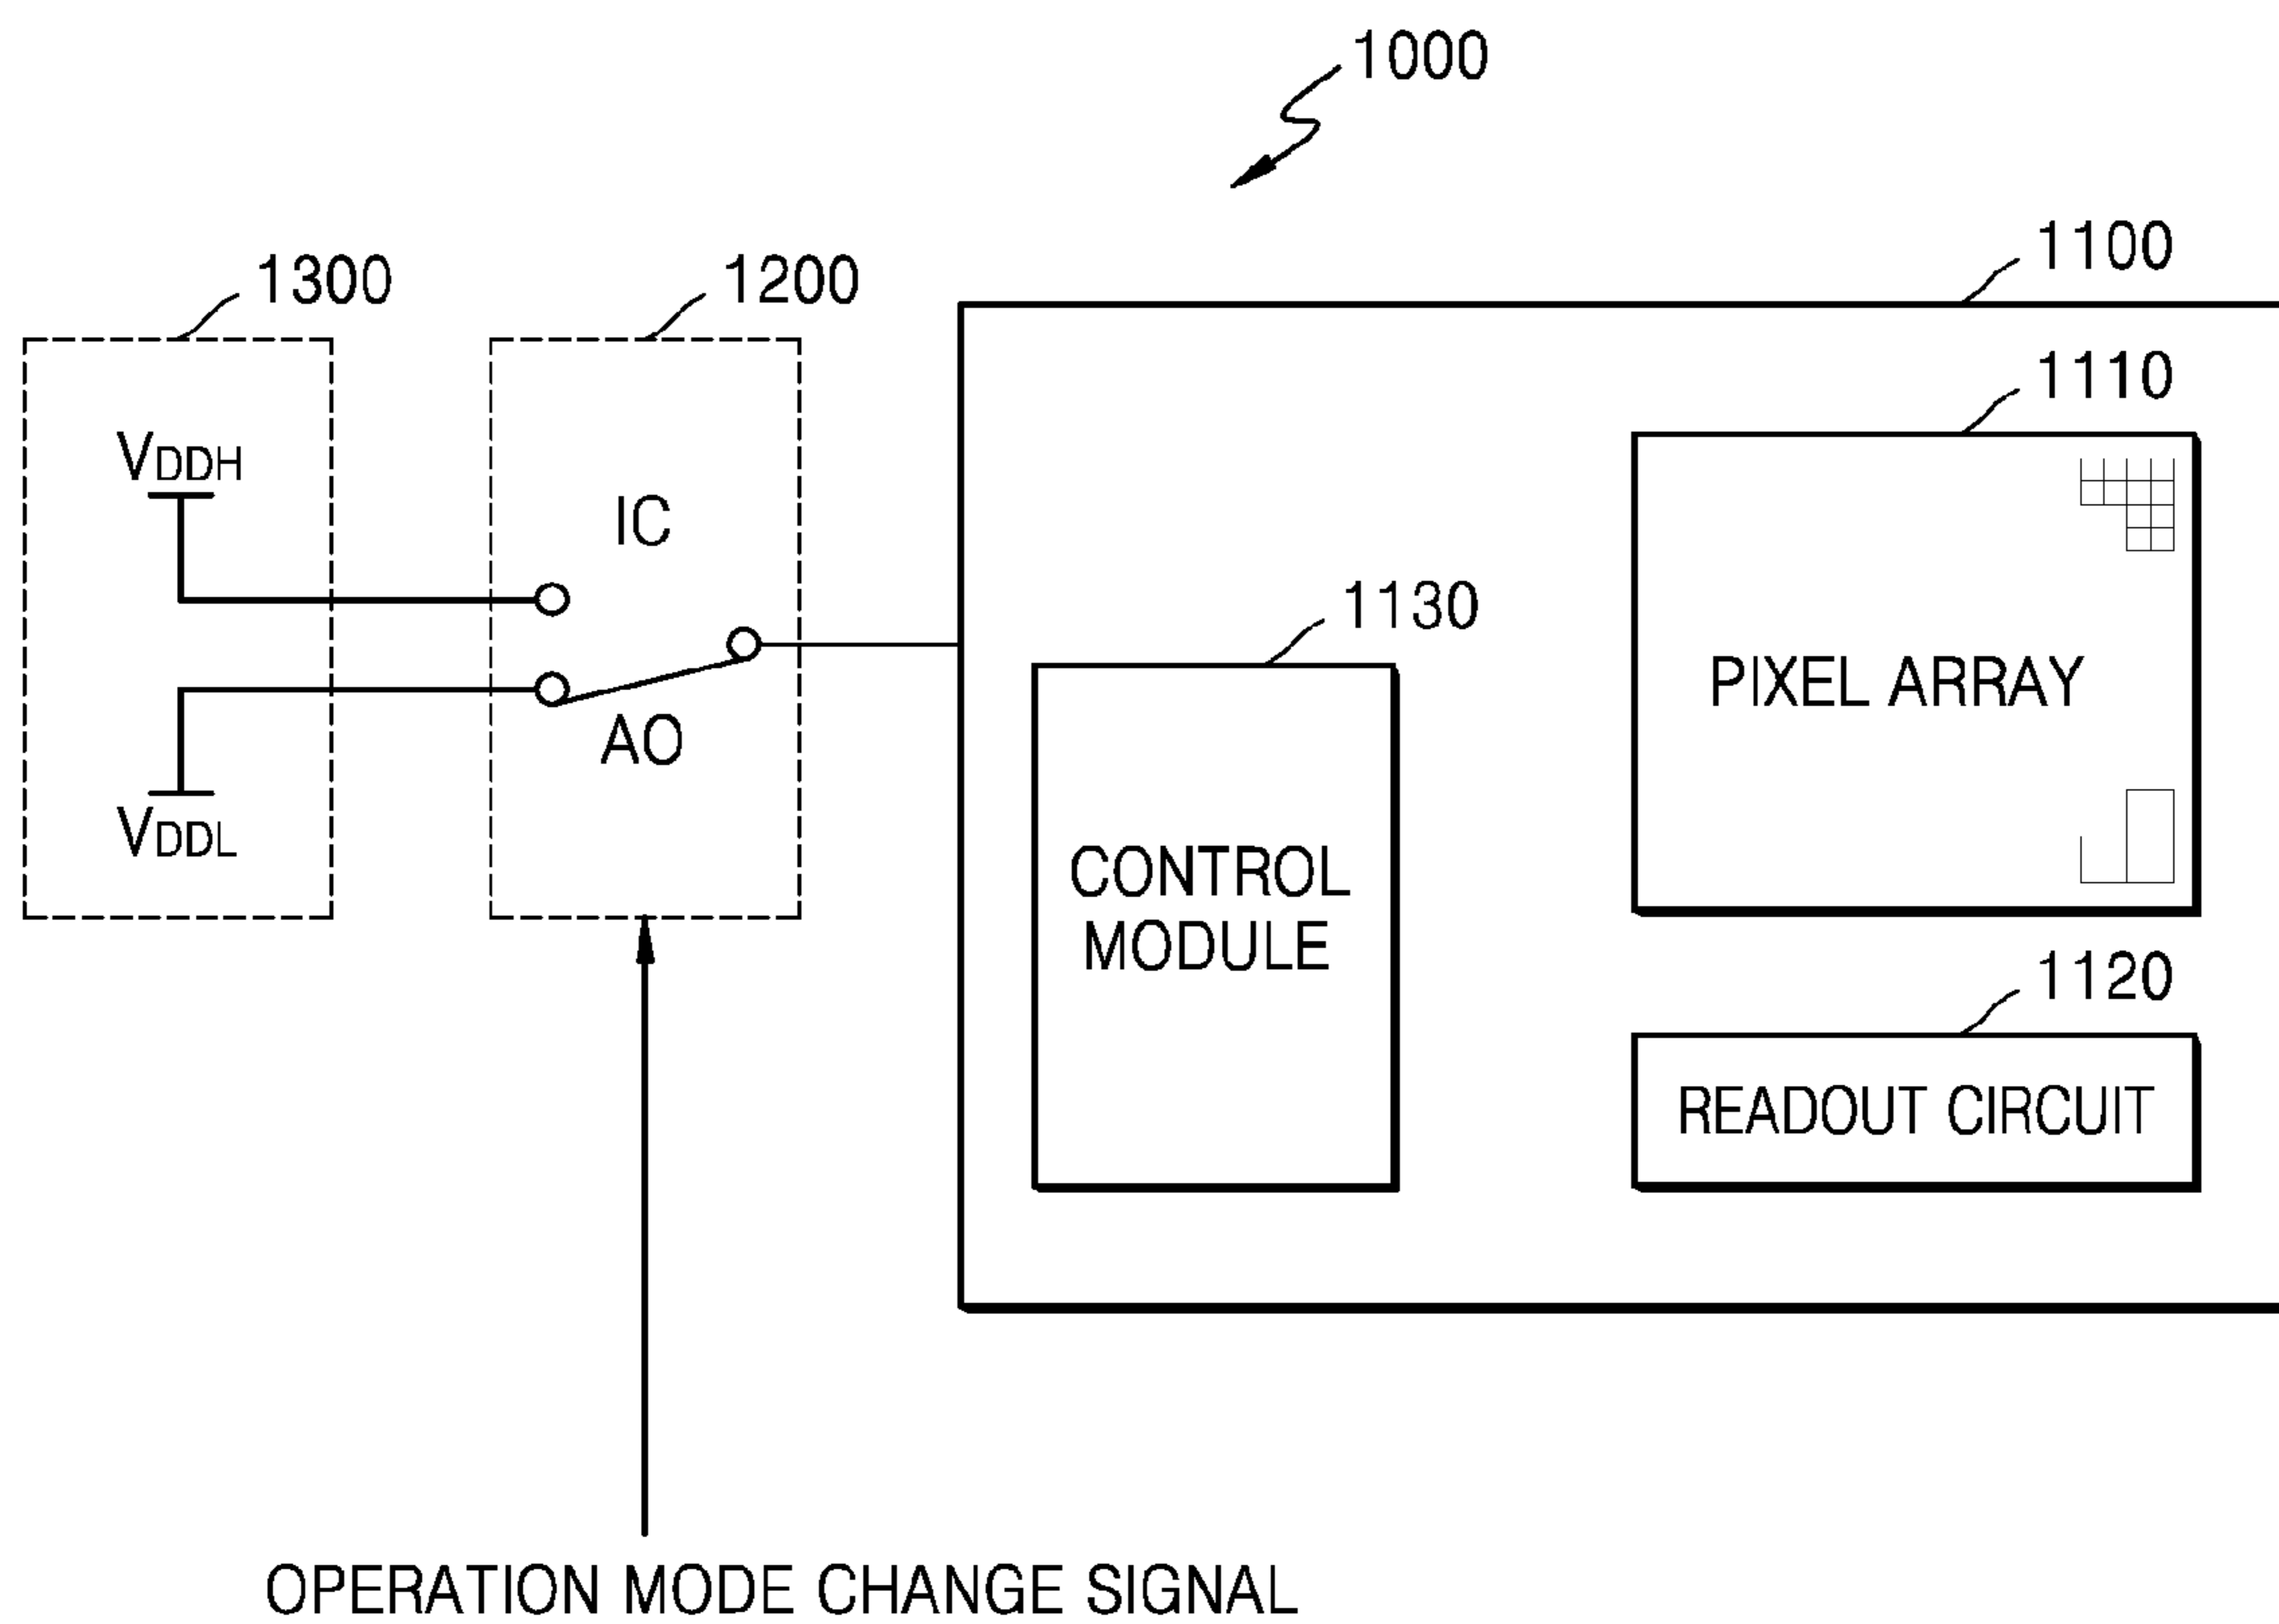 1000
1100
1300
1200
1110
VDDH
IC
1130
PIXEL ARRAY
AO
VDDL
CONTROL
MODULE
1120
READOUT CIRCUIT
OPERATION MODE CHANGE SIGNAL